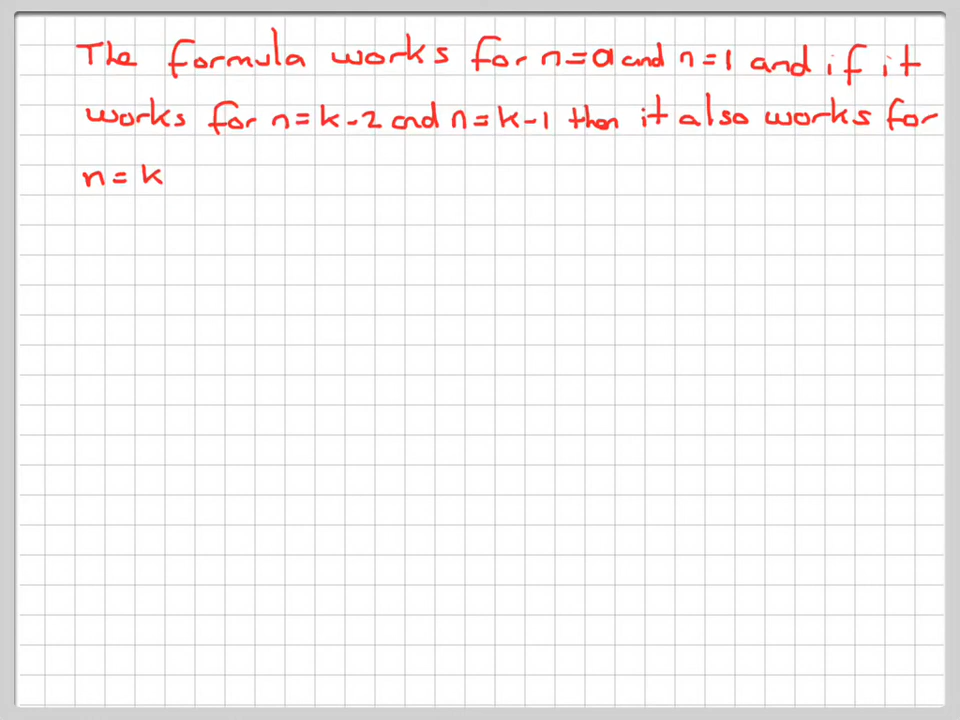 The formula works for n=0 and n=1 and if it
works for n=k-2 and n=k-1 then it also works for
n=k